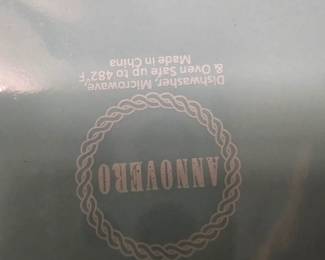 ANNOVERO
Dishwasher, Microwave,
& Oven Safe up to 482°F
Made in China